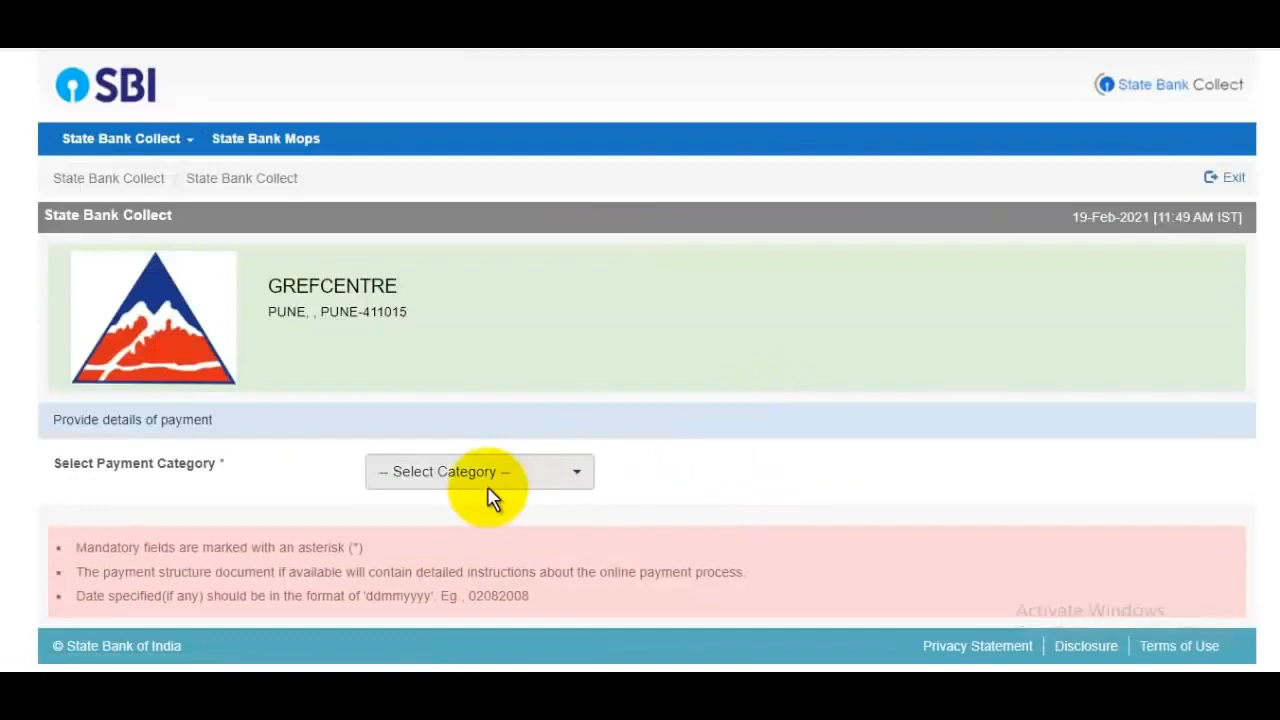 SBI
State Bank Collect
State Bank Collect State Bank Mops
State Bank Collect / State Bank Collect
Exit
State Bank Collect
19-Feb-2021 [11:49 AM IST]
GREFCENTRE
PUNE, , PUNE-411015
Provide details of payment
Select Payment Category *
-- Select Category --
• Mandatory fields are marked with an asterisk (*)
• The payment structure document if available will contain detailed instructions about the online payment process.
• Date specified(if any) should be in the format of 'ddmmyyyy'. Eg., 02082008
Activate Windows
© State Bank of India
Privacy Statement | Disclosure | Terms of Use